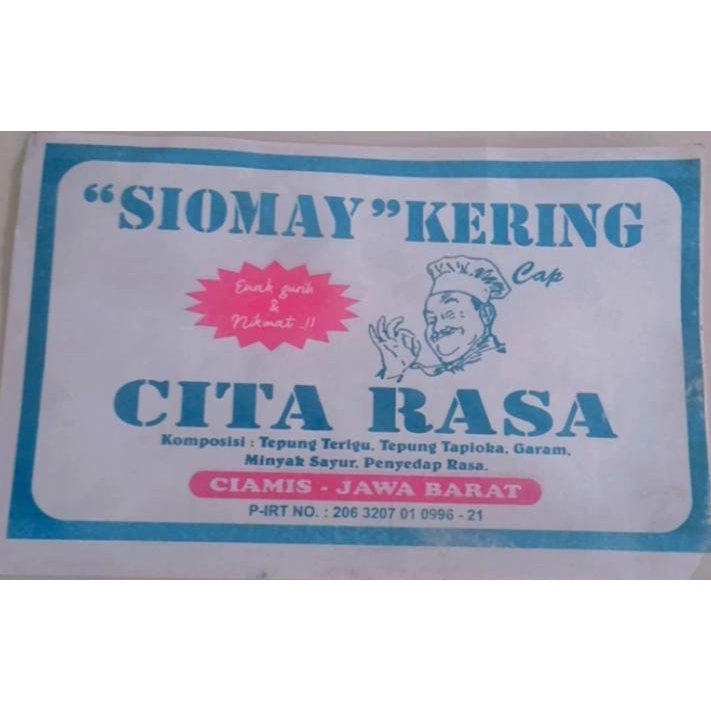 “SIOMAY” KERING
Enak gurih
&
Nikmat ..!!
Cap
CITA RASA
Komposisi : Tepung Terigu, Tepung Tapioka, Garam,
Minyak Sayur, Penyedap Rasa.
CIAMIS - JAWA BARAT
P-IRT NO. : 206 3207 01 0996 - 21